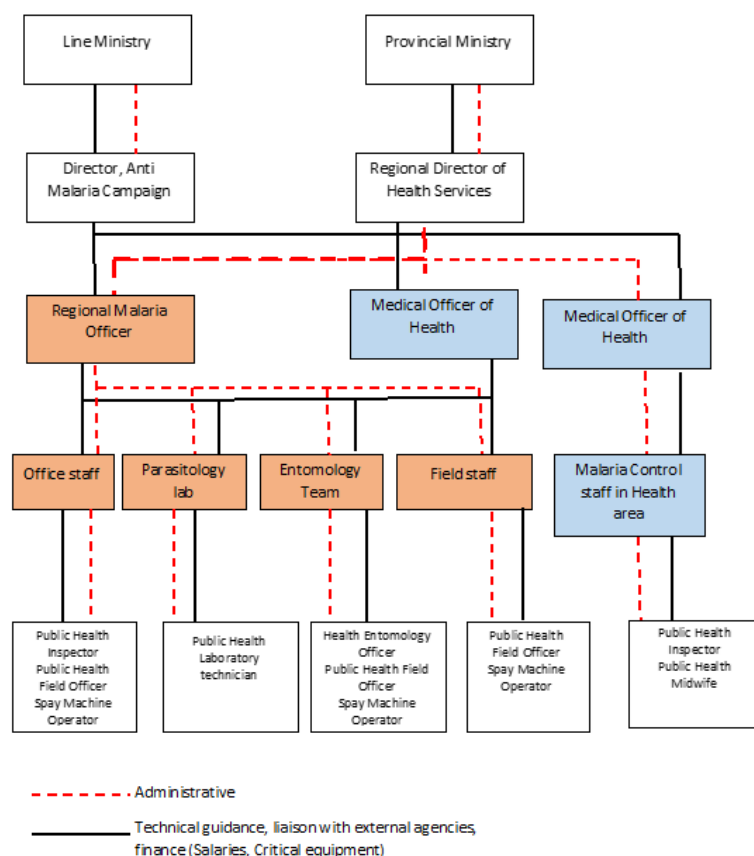 Line Ministry
Provincial Ministry
Director, Anti
Malaria Campaign
Regional Director of
Health Services
Regional Malaria
Officer
Medical Officer of
Health
Medical Officer of
Health
Office staff
Parasitology
lab
Entomology
Team
Field staff
Malaria Control
staff in Health
area
Public Health
Inspector
Public Health
Field Officer
Spay Machine
Operator
Public Health
Laboratory
technician
Health Entomology
Officer
Public Health Field
Officer
Spay Machine
Operator
Public Health
Field Officer
Spay Machine
Operator
Public Health
Inspector
Public Health
Midwife
Administrative
Technical guidance, liaison with external agencies,
finance (Salaries, Critical equipment)